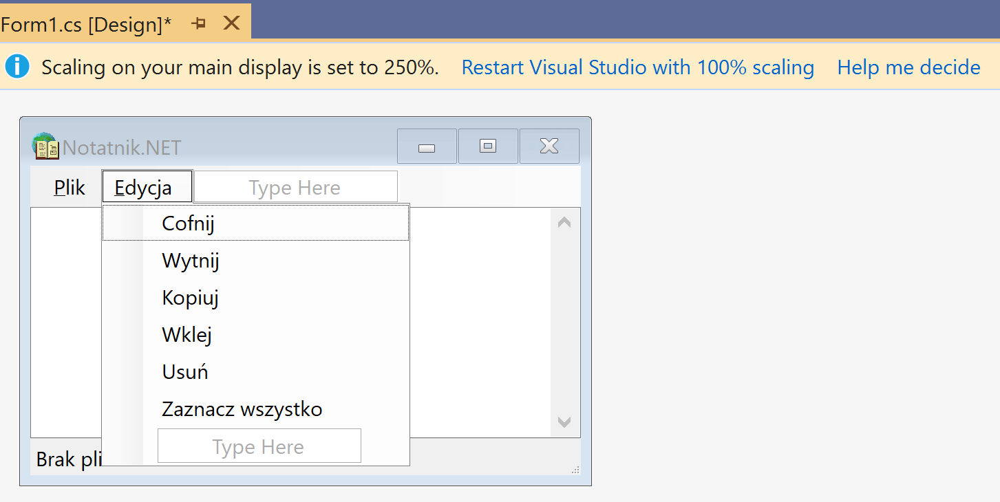 Form1.cs [Design]*
Scaling on your main display is set to 250%. Restart Visual Studio with 100% scaling Help me decide
Notatnik.NET
Plik Edycja Type Here
Cofnij
Wytnij
Kopiuj
Wklej
Usuń
Zaznacz wszystko
Type Here
Brak pli